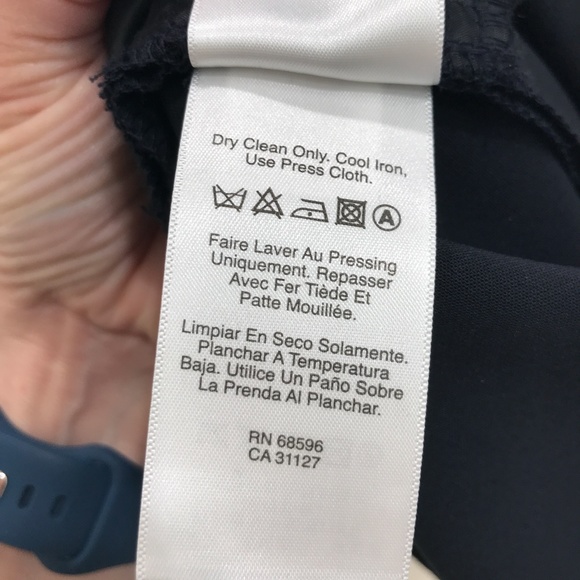 Dry Clean Only. Cool Iron,
Use Press Cloth.
A
Faire Laver Au Pressing
Uniquement. Repasser
Avec Fer Tiède Et
Patte Mouillée.
Limpiar En Seco Solamente.
Planchar A Temperatura
Baja. Utilice Un Paño Sobre
La Prenda Al Planchar.
RN 68596
CA 31127